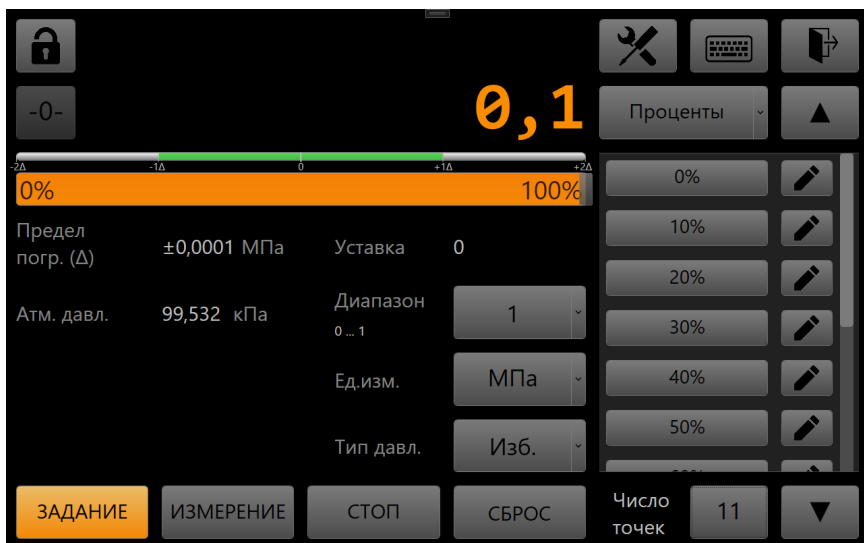 -0-
0,1
Проценты
-2Δ -1Δ 0 +1Δ +2Δ
0% 100%
Предел
погр. (Δ)
±0,0001 МПа
Уставка 0
Атм. давл. 99,532 кПа
Диапазон
0 ... 1
1
Ед.изм. МПа
Тип давл. Изб.
0%
10%
20%
30%
40%
50%
ЗАДАНИЕ ИЗМЕРЕНИЕ СТОП СБРОС
Число
точек
11